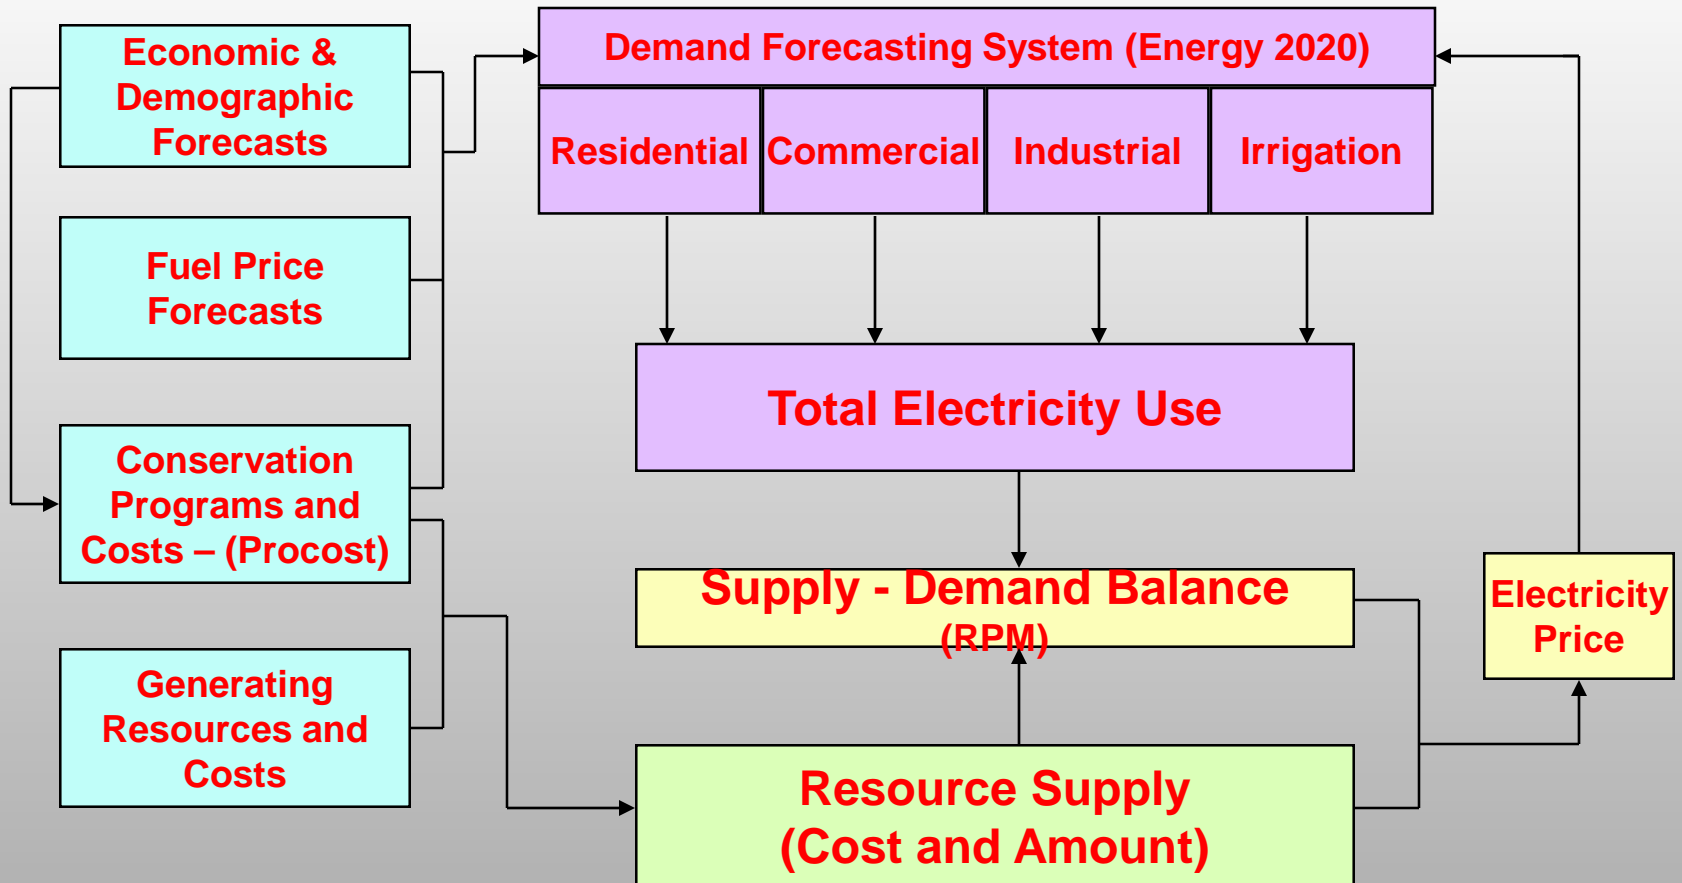 Economic &
Demographic
Forecasts
Demand Forecasting System (Energy 2020)
Residential
Commercial
Industrial
Irrigation
Fuel Price
Forecasts
Total Electricity Use
Conservation
Programs and
Costs – (Procost)
Supply - Demand Balance
(RPM)
Electricity
Price
Generating
Resources and
Costs
Resource Supply
(Cost and Amount)